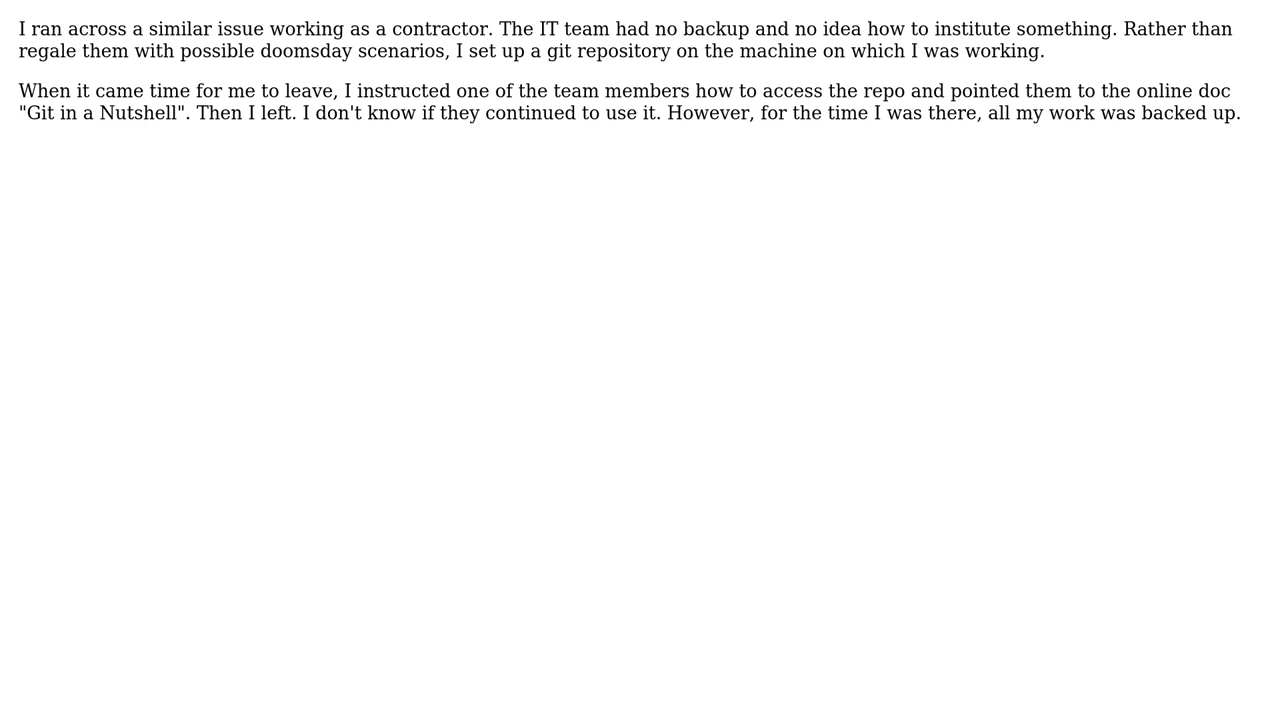 I ran across a similar issue working as a contractor. The IT team had no backup and no idea how to institute something. Rather than
regale them with possible doomsday scenarios, I set up a git repository on the machine on which I was working.
When it came time for me to leave, I instructed one of the team members how to access the repo and pointed them to the online doc
"Git in a Nutshell". Then I left. I don't know if they continued to use it. However, for the time I was there, all my work was backed up.